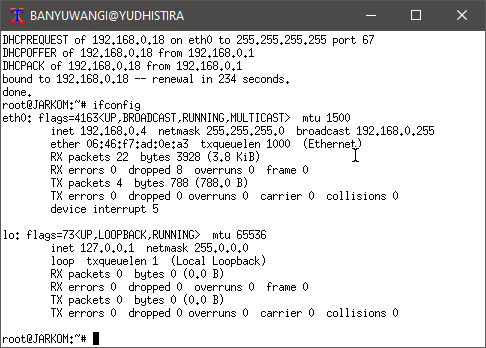 BANYUWANGI@YUDHISTIRA
DHCPREQUEST of 192.168.0.18 on eth0 to 255.255.255.255 port 67
DHCPOFFER of 192.168.0.18 from 192.168.0.1
DHCPACK of 192.168.0.18 from 192.168.0.1
bound to 192.168.0.18 -- renewal in 234 seconds.
done.
root@JARKOM:~# ifconfig
eth0: flags=4163<UP,BROADCAST,RUNNING,MULTICAST>  mtu 1500
        inet 192.168.0.4  netmask 255.255.255.0  broadcast 192.168.0.255
        ether 06:46:f7:ad:0e:a3  txqueuelen 1000  (Ethernet)
        RX packets 22  bytes 3928 (3.8 KiB)
        RX errors 0  dropped 8  overruns 0  frame 0
        TX packets 4  bytes 788 (788.0 B)
        TX errors 0  dropped 0 overruns 0  carrier 0  collisions 0
        device interrupt 5
lo: flags=73<UP,LOOPBACK,RUNNING>  mtu 65536
        inet 127.0.0.1  netmask 255.0.0.0
        loop  txqueuelen 1  (Local Loopback)
        RX packets 0  bytes 0 (0.0 B)
        RX errors 0  dropped 0  overruns 0  frame 0
        TX packets 0  bytes 0 (0.0 B)
        TX errors 0  dropped 0 overruns 0  carrier 0  collisions 0
root@JARKOM:~#